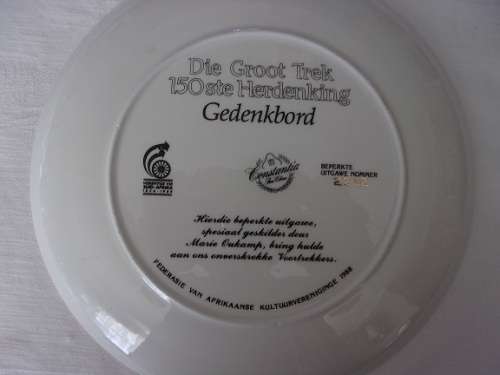 Die Groot Trek
150ste Herdenking
Gedenkbord
Constantia
BEPERKTE
UITGAWE NOMMER
Hierdie beperkte uitgawe,
spesiaal geskilder deur
Marie Oukamp, bring hulde
aan ons onverskrokke Voortrekkers.
FEDERASIE VAN AFRIKAANSE KULTUURVERENIGINGE 1988